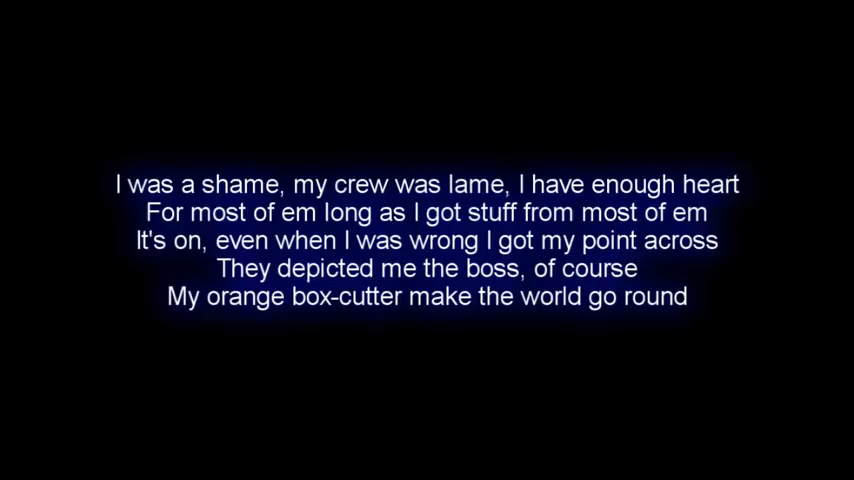 I was a shame, my crew was lame, I have enough heart
For most of em long as I got stuff from most of em
It's on, even when I was wrong I got my point across
They depicted me the boss, of course
My orange box-cutter make the world go round